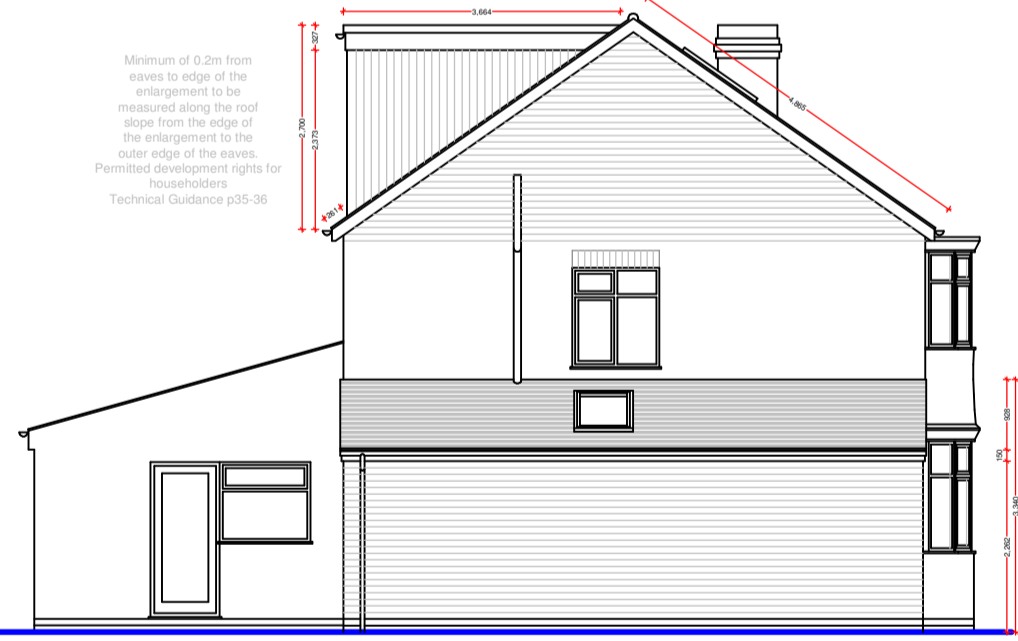 3,664
327
Minimum of 0.2m from
eaves to edge of the
enlargement to be
measured along the roof
slope from the edge of
the enlargement to the
outer edge of the eaves.
Permitted development rights for
householders
Technical Guidance p35-36
2,700
2,373
4,865
261
928
150
3,340
2,262